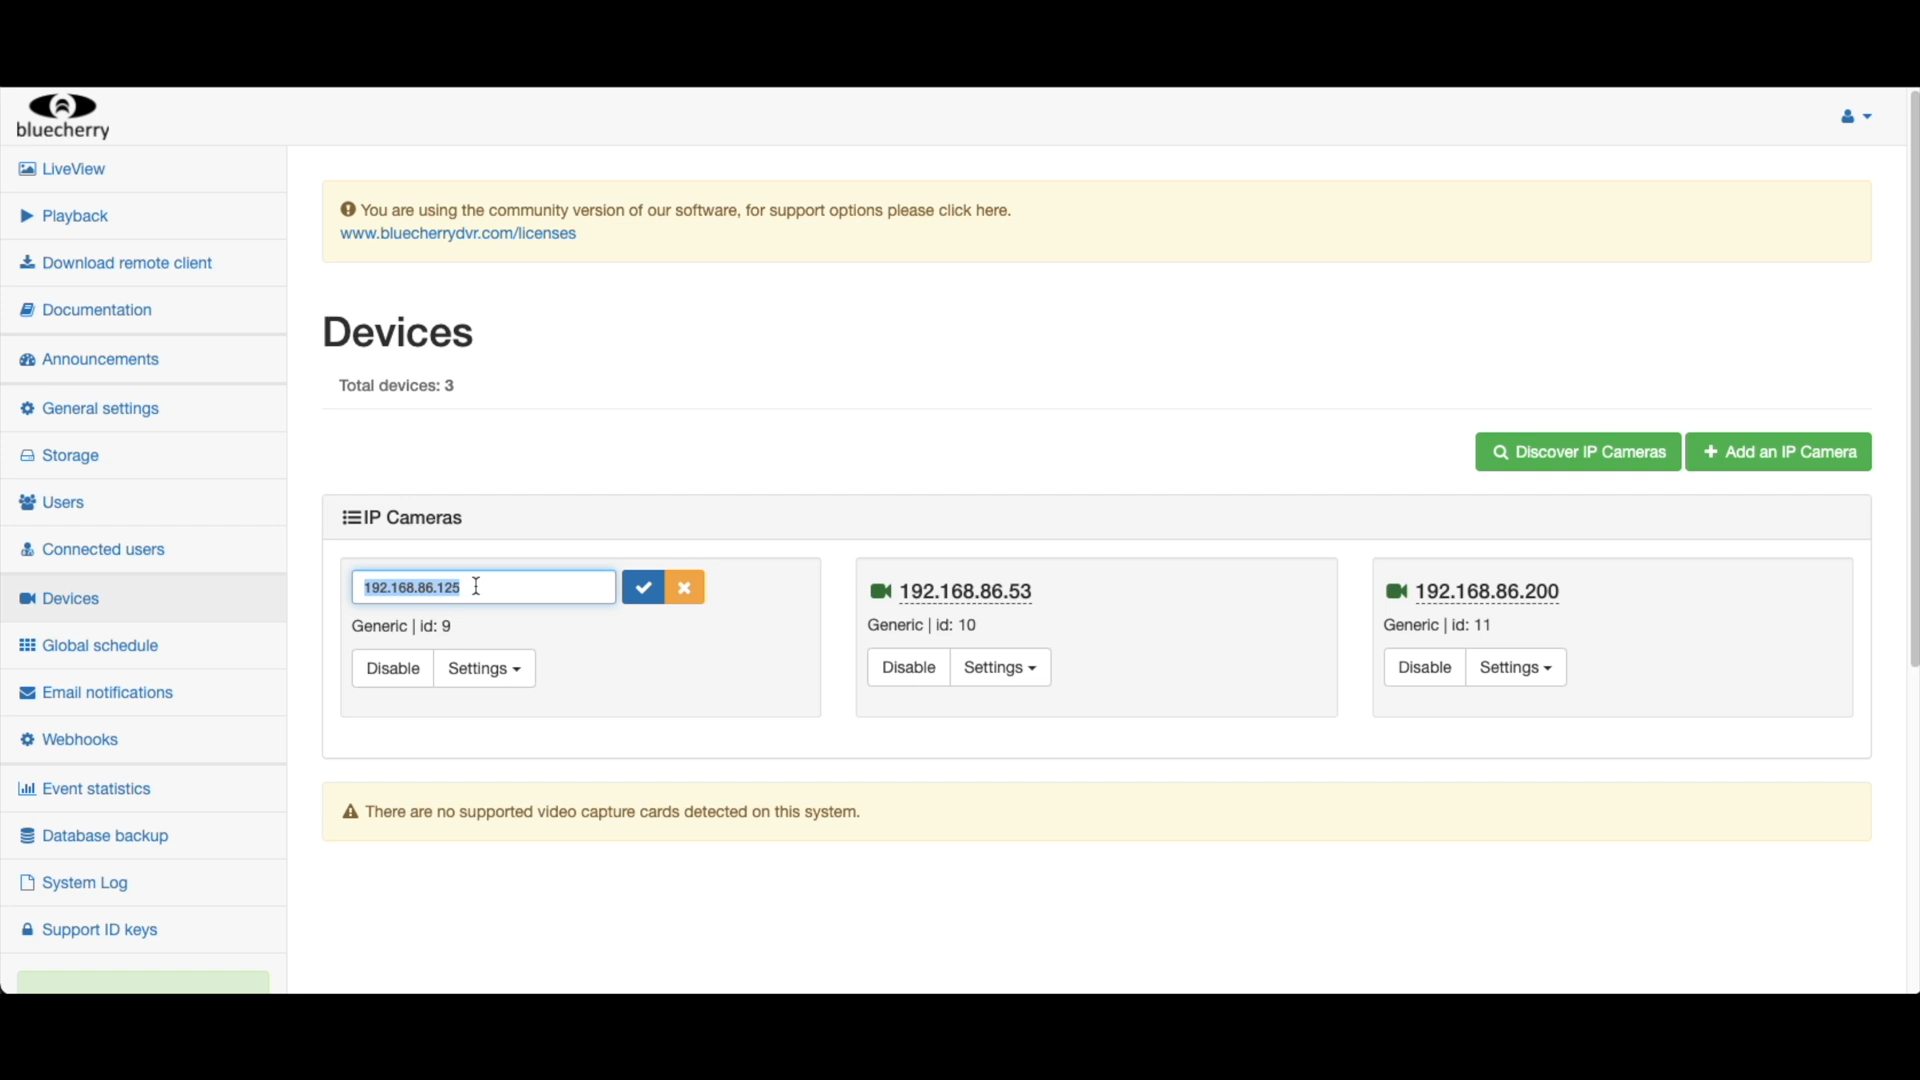 bluecherry
LiveView
Playback
Download remote client
Documentation
Announcements
General settings
Storage
Users
Connected users
Devices
Global schedule
Email notifications
Webhooks
Event statistics
Database backup
System Log
Support ID keys
You are using the community version of our software, for support options please click here.
www.bluecherrydvr.com/licenses
Devices
Total devices: 3
Discover IP Cameras
Add an IP Camera
IP Cameras
192.168.86.125
Generic | id: 9
Disable Settings
192.168.86.53
Generic | id: 10
Disable Settings
192.168.86.200
Generic | id: 11
Disable Settings
There are no supported video capture cards detected on this system.